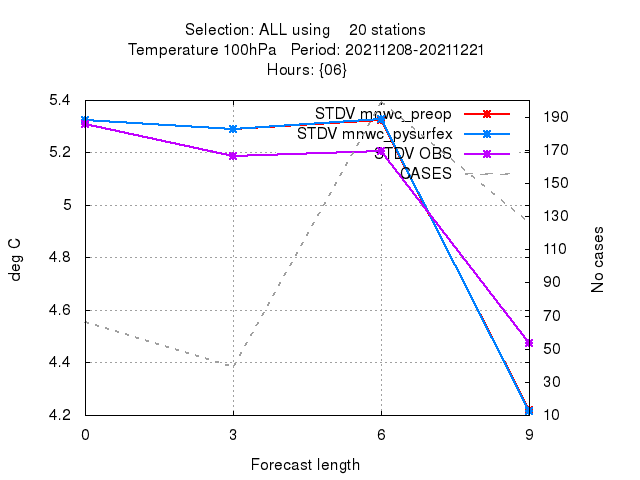 Selection: ALL using    20 stations
Temperature 100hPa   Period: 20211208-20211221
Hours: {06}
STDV mnwc_preop
STDV mnwc_pysurfex
STDV OBS
CASES
5.4
5.2
5
4.8
4.6
4.4
4.2
190
170
150
130
110
90
70
50
30
10
0
3
6
9
deg C
No cases
Forecast length